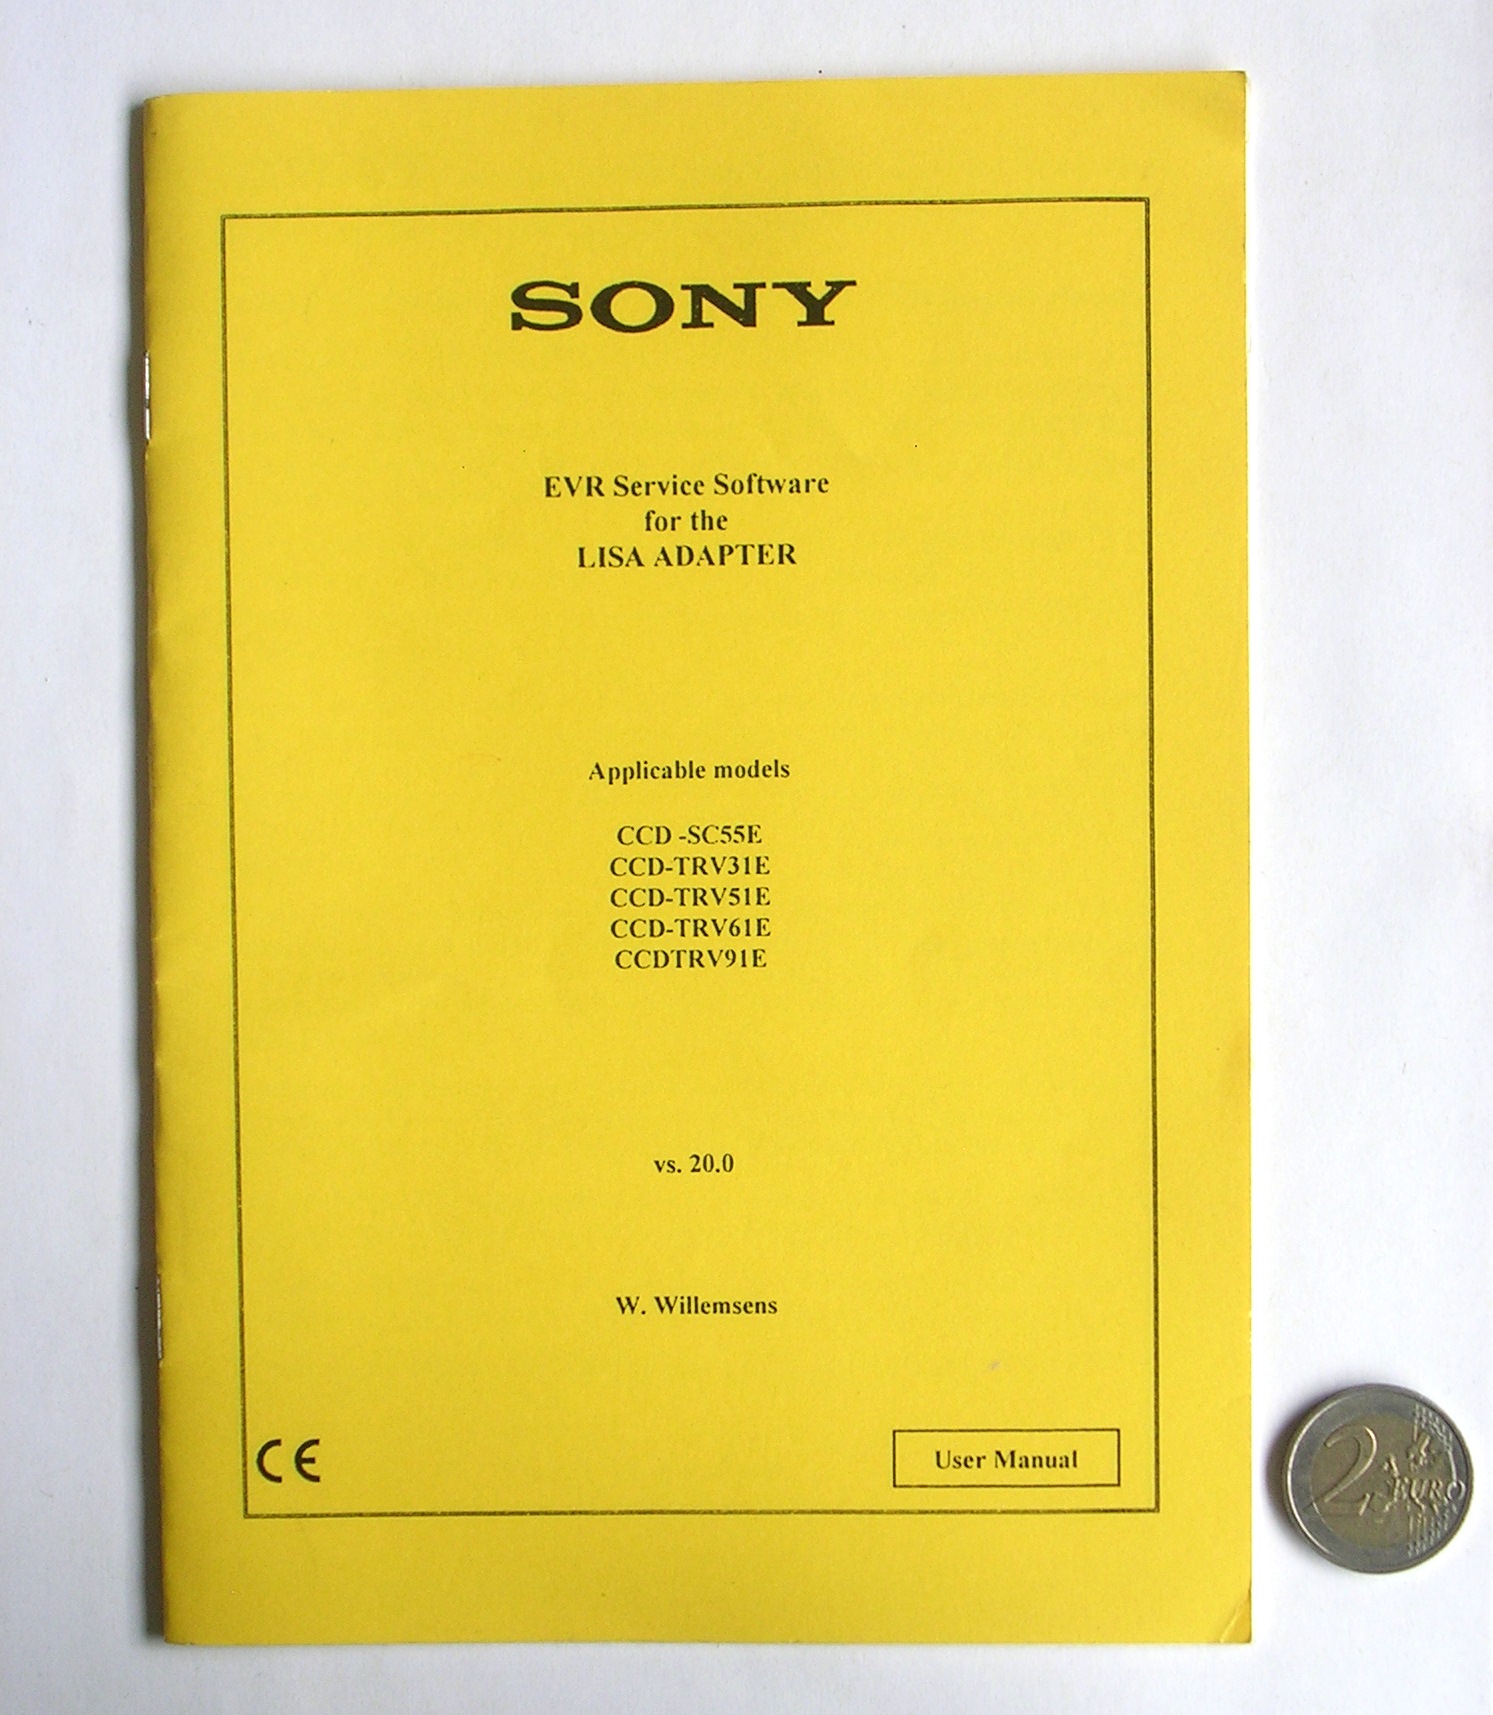 SONY
EVR Service Software
for the
LISA ADAPTER
Applicable models
CCD -SC55E
CCD-TRV31E
CCD-TRV51E
CCD-TRV61E
CCDTRV91E
vs. 20.0
W. Willemsens
CE
User Manual
2 EURO